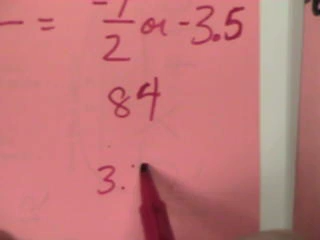 — = -7/2 or -3.5
84
3.